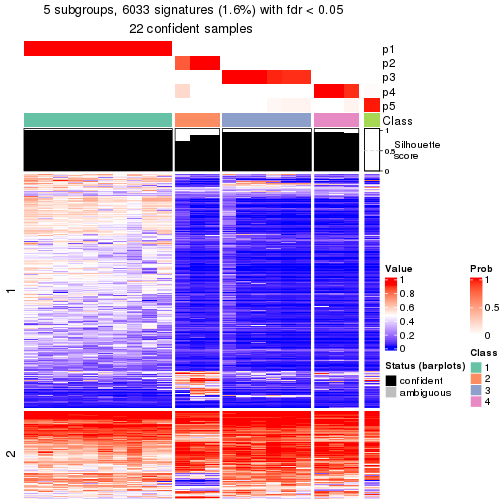 5 subgroups, 6033 signatures (1.6%) with fdr < 0.05
22 confident samples
p1
p2
p3
p4
p5
Class
1
0.5
0
Silhouette
score
1
2
Value
1
0.8
0.6
0.4
0.2
0
Prob
1
0.5
0
Status (barplots)
confident
ambiguous
Class
1
2
3
4